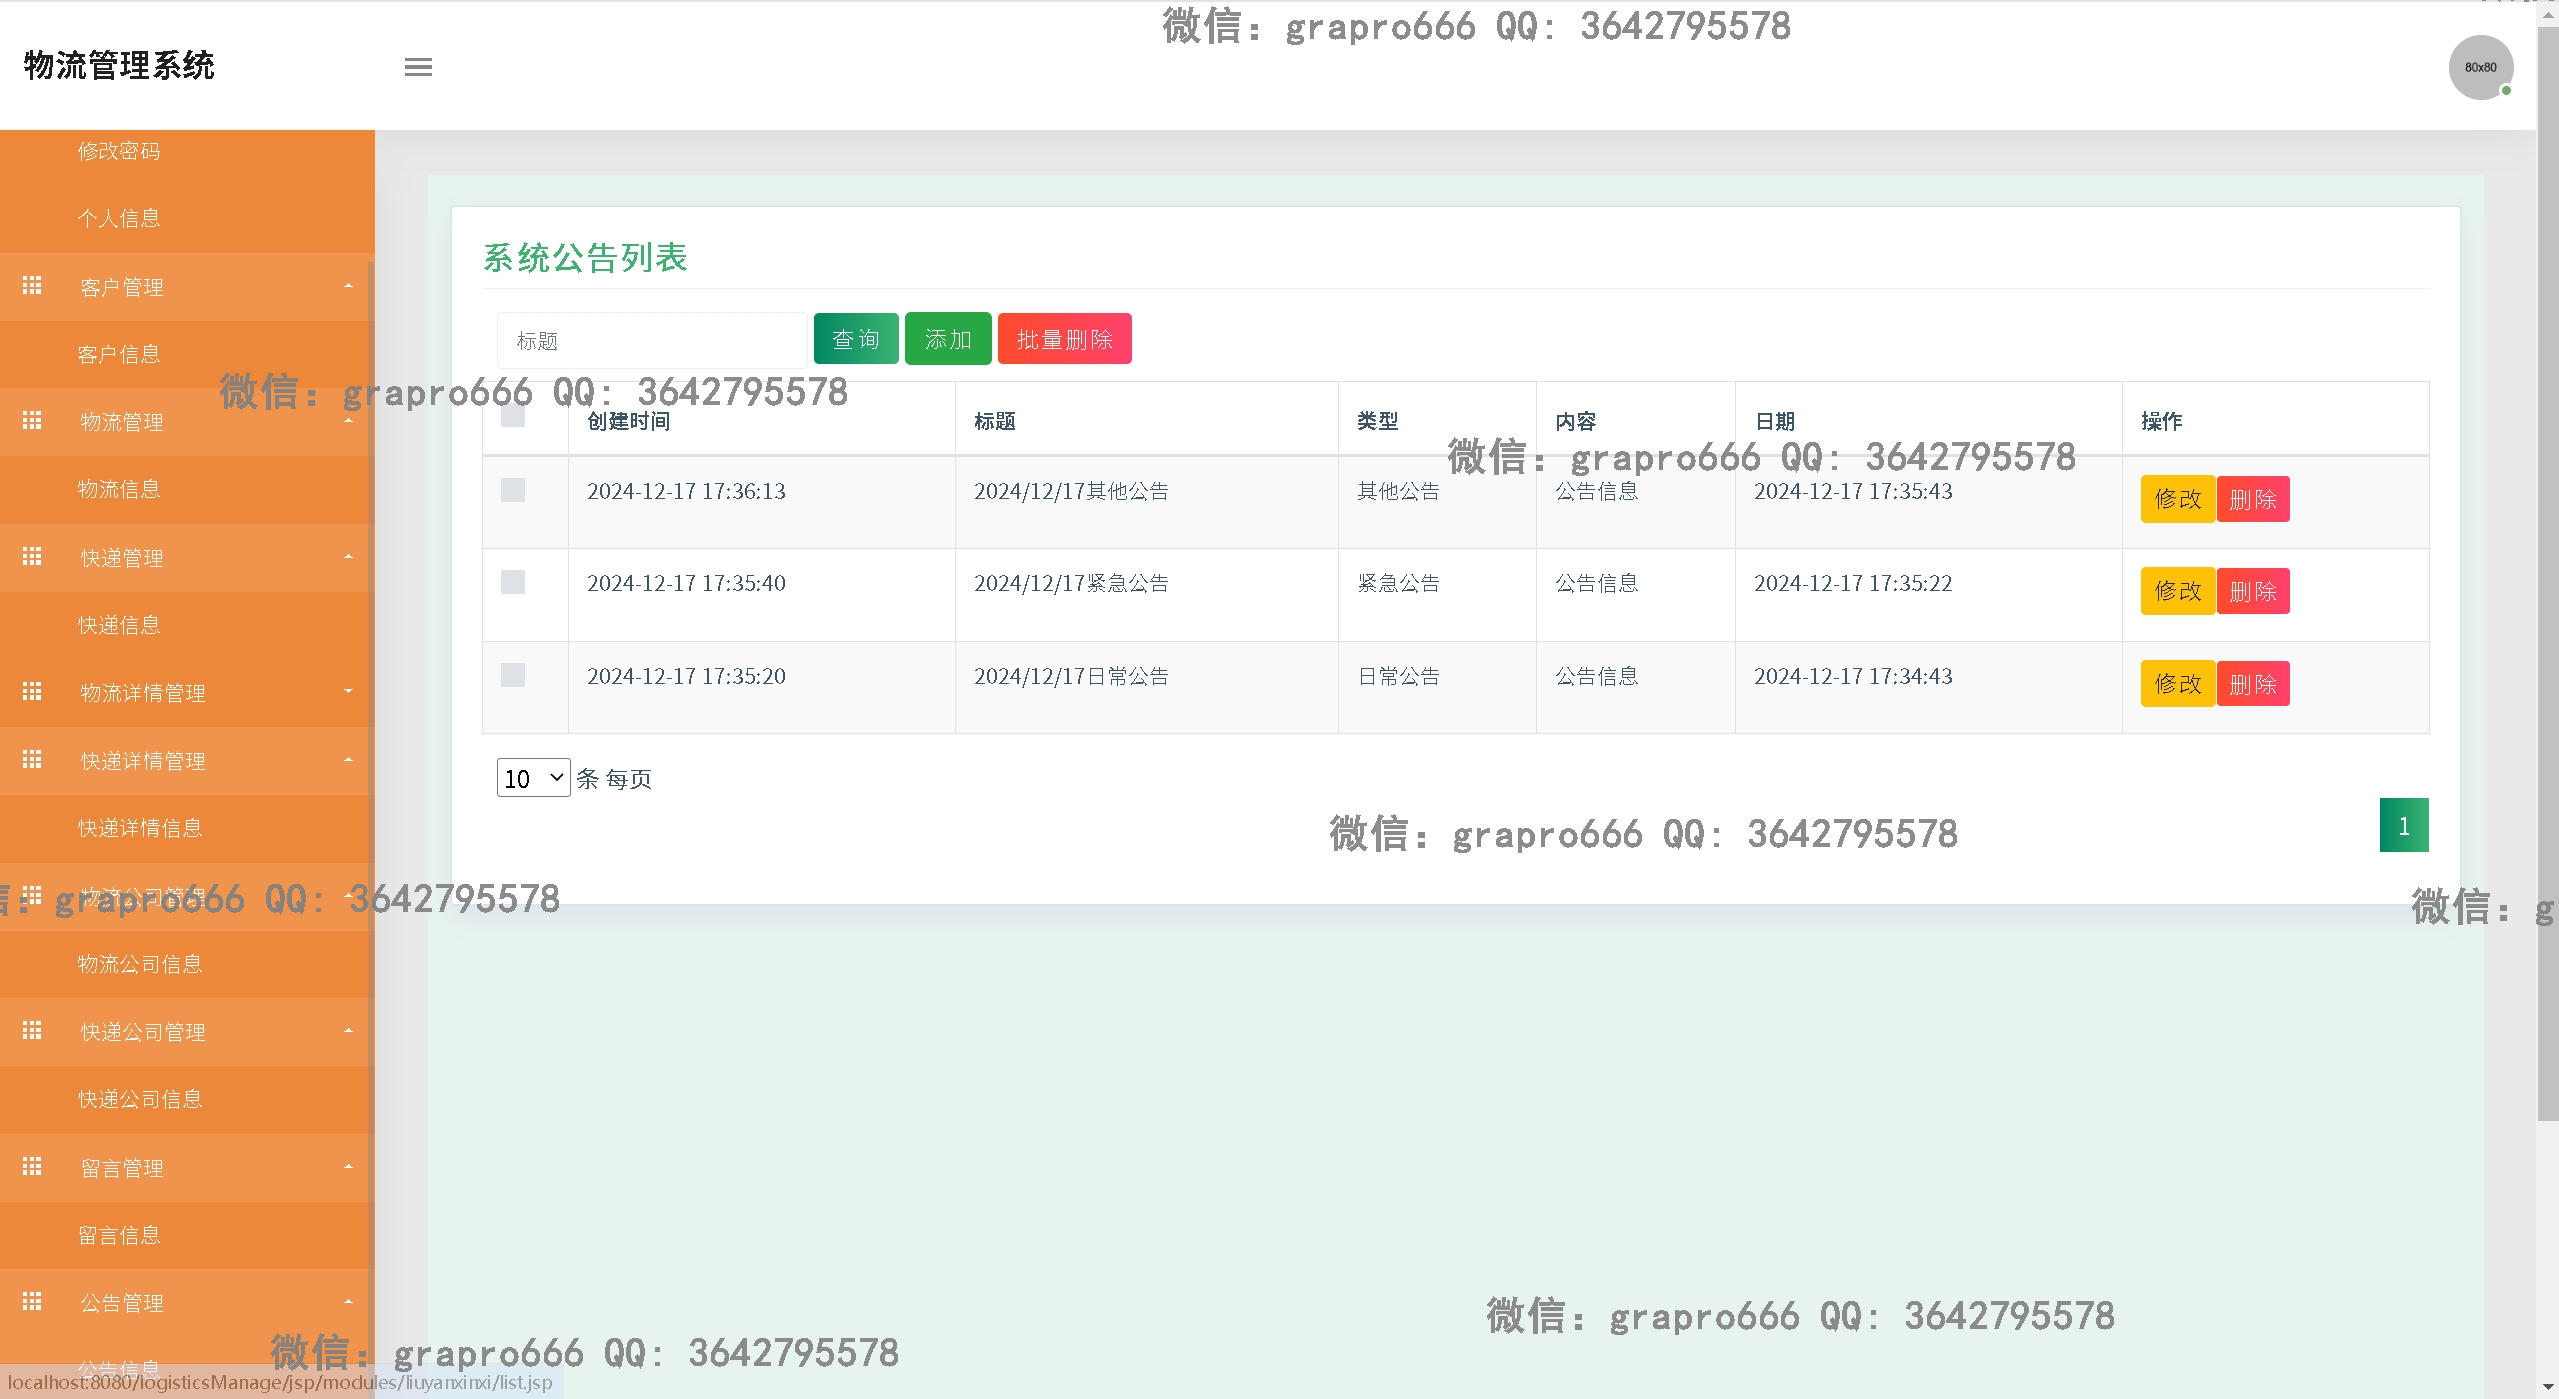 微信: grapro666 QQ: 3642795578
物流管理系统
80x80
修改密码
个人信息
客户管理
客户信息
物流管理
物流信息
快递管理
快递信息
物流详情管理
快递详情管理
快递详情信息
物流公司管理
物流公司信息
快递公司管理
快递公司信息
留言管理
留言信息
公告管理
公告信息
系统公告列表
标题 查询 添加 批量删除
微信: grapro666 QQ: 3642795578
创建时间 标题 类型 内容 日期 操作
微信: grapro666 QQ: 3642795578
2024-12-17 17:36:13 2024/12/17其他公告 其他公告 公告信息 2024-12-17 17:35:43 修改 删除
2024-12-17 17:35:40 2024/12/17紧急公告 紧急公告 公告信息 2024-12-17 17:35:22 修改 删除
2024-12-17 17:35:20 2024/12/17日常公告 日常公告 公告信息 2024-12-17 17:34:43 修改 删除
10 条 每页
微信: grapro666 QQ: 3642795578
1
信: grapro666 QQ: 3642795578
微信: g
微信: grapro666 QQ: 3642795578
微信: grapro666 QQ: 3642795578
localhost:8080/logisticsManage/jsp/modules/liuyanxinxi/list.jsp